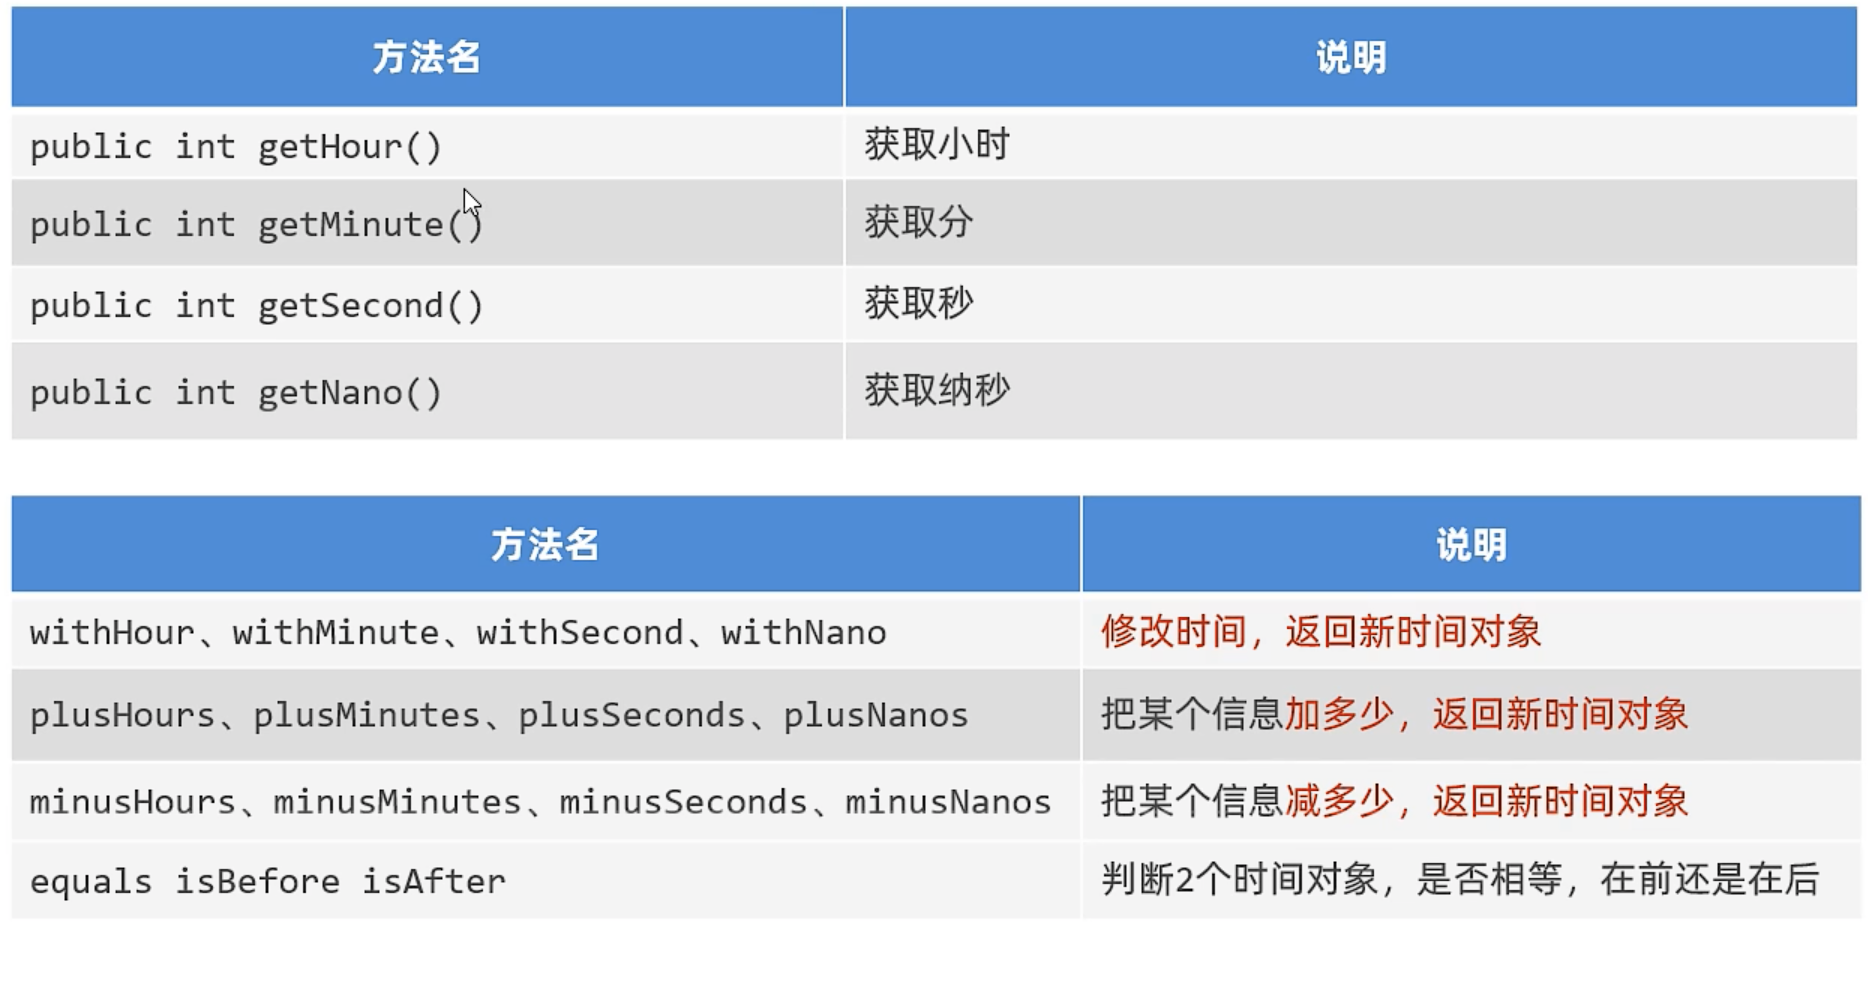 方法名 说明
public int getHour() 获取小时
public int getMinute() 获取分
public int getSecond() 获取秒
public int getNano() 获取纳秒
方法名 说明
withHour、withMinute、withSecond、withNano 修改时间，返回新时间对象
plusHours、plusMinutes、plusSeconds、plusNanos 把某个信息加多少，返回新时间对象
minusHours、minusMinutes、minusSeconds、minusNanos 把某个信息减多少，返回新时间对象
equals isBefore isAfter 判断2个时间对象，是否相等，在前还是在后